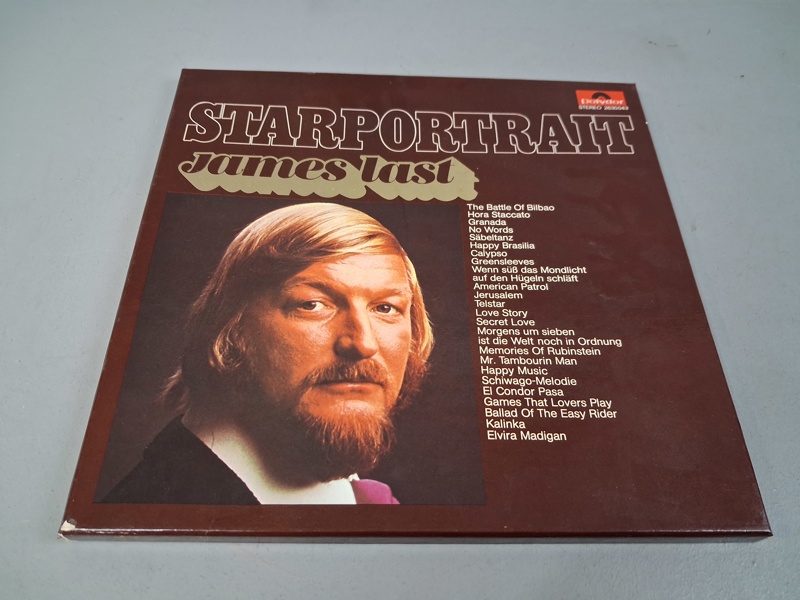 polydor
STEREO 2630043
STARPORTRAIT
james last
The Battle Of Bilbao
Hora Staccato
Granada
No Words
Säbeltanz
Happy Brasilia
Calypso
Greensleeves
Wenn süß das Mondlicht
auf den Hügeln schläft
American Patrol
Jerusalem
Telstar
Love Story
Secret Love
Morgens um sieben
ist die Welt noch in Ordnung
Memories Of Rubinstein
Mr. Tambourin Man
Happy Music
Schiwago-Melodie
El Condor Pasa
Games That Lovers Play
Ballad Of The Easy Rider
Kalinka
Elvira Madigan